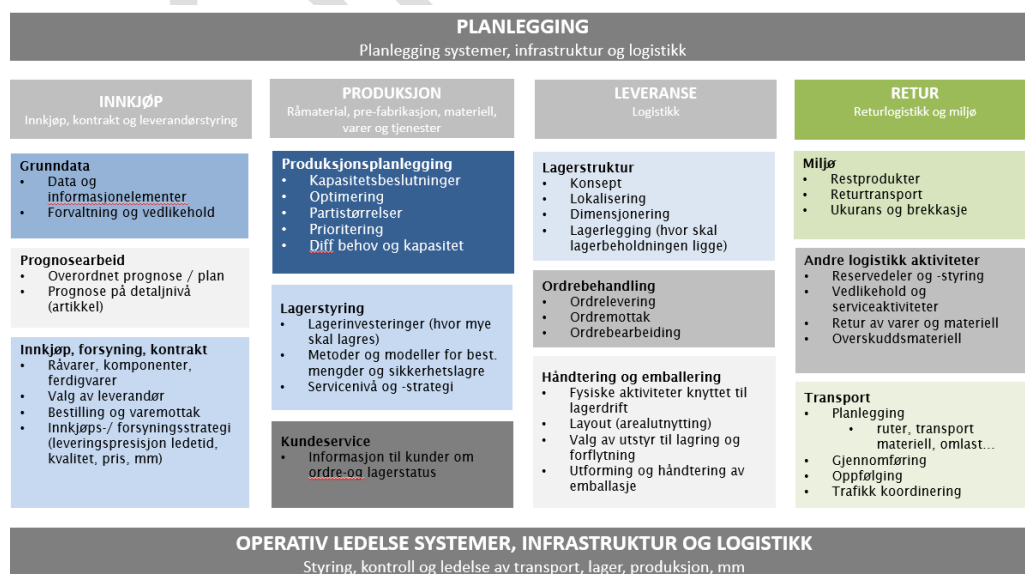 PLANLEGGING
Planlegging systemer, infrastruktur og logistikk
INNKJØP
Innkjøp, kontrakt og leverandørstyring
Grunndata
• Data og
informasjonelementer
• Forvaltning og vedlikehold
Prognosearbeid
• Overordnet prognose / plan
• Prognose på detaljnivå
(artikkel)
Innkjøp, forsyning, kontrakt
• Råvarer, komponenter,
ferdigvarer
• Valg av leverandør
• Bestilling og varemottak
• Innkjøps-/ forsyningsstrategi
(leveringspresisjon ledetid,
kvalitet, pris, mm)
PRODUKSJON
Råmaterial, pre-fabrikasjon, materiell,
varer og tjenester
Produksjonsplanlegging
• Kapasitetsbeslutninger
• Optimering
• Partistørrelser
• Prioritering
• Diff behov og kapasitet
Lagerstyring
• Lagerinvesteringer (hvor mye
skal lagres)
• Metoder og modeller for best.
mengder og sikkerhetslagre
• Servicenivå og -strategi
Kundeservice
• Informasjon til kunder om
ordre-og lagerstatus
LEVERANSE
Logistikk
Lagerstruktur
• Konsept
• Lokalisering
• Dimensjonering
• Lagerlegging (hvor skal
lagerbeholdningen ligge)
Ordrebehandling
• Ordrelevering
• Ordremottak
• Ordrebearbeiding
Håndtering og emballering
• Fysiske aktiviteter knyttet til
lagerdrift
• Layout (arealutnytting)
• Valg av utstyr til lagring og
forflytning
• Utforming og håndtering av
emballasje
RETUR
Returlogistikk og miljø
Miljø
• Restprodukter
• Returtransport
• Ukurans og brekkasje
Andre logistikk aktiviteter
• Reservedeler og -styring
• Vedlikehold og
serviceaktiviteter
• Retur av varer og materiell
• Overskuddsmateriell
Transport
• Planlegging
• ruter, transport
materiell, omlast…
• Gjennomføring
• Oppfølging
• Trafikk koordinering
OPERATIV LEDELSE SYSTEMER, INFRASTRUKTUR OG LOGISTIKK
Styring, kontroll og ledelse av transport, lager, produksjon, mm